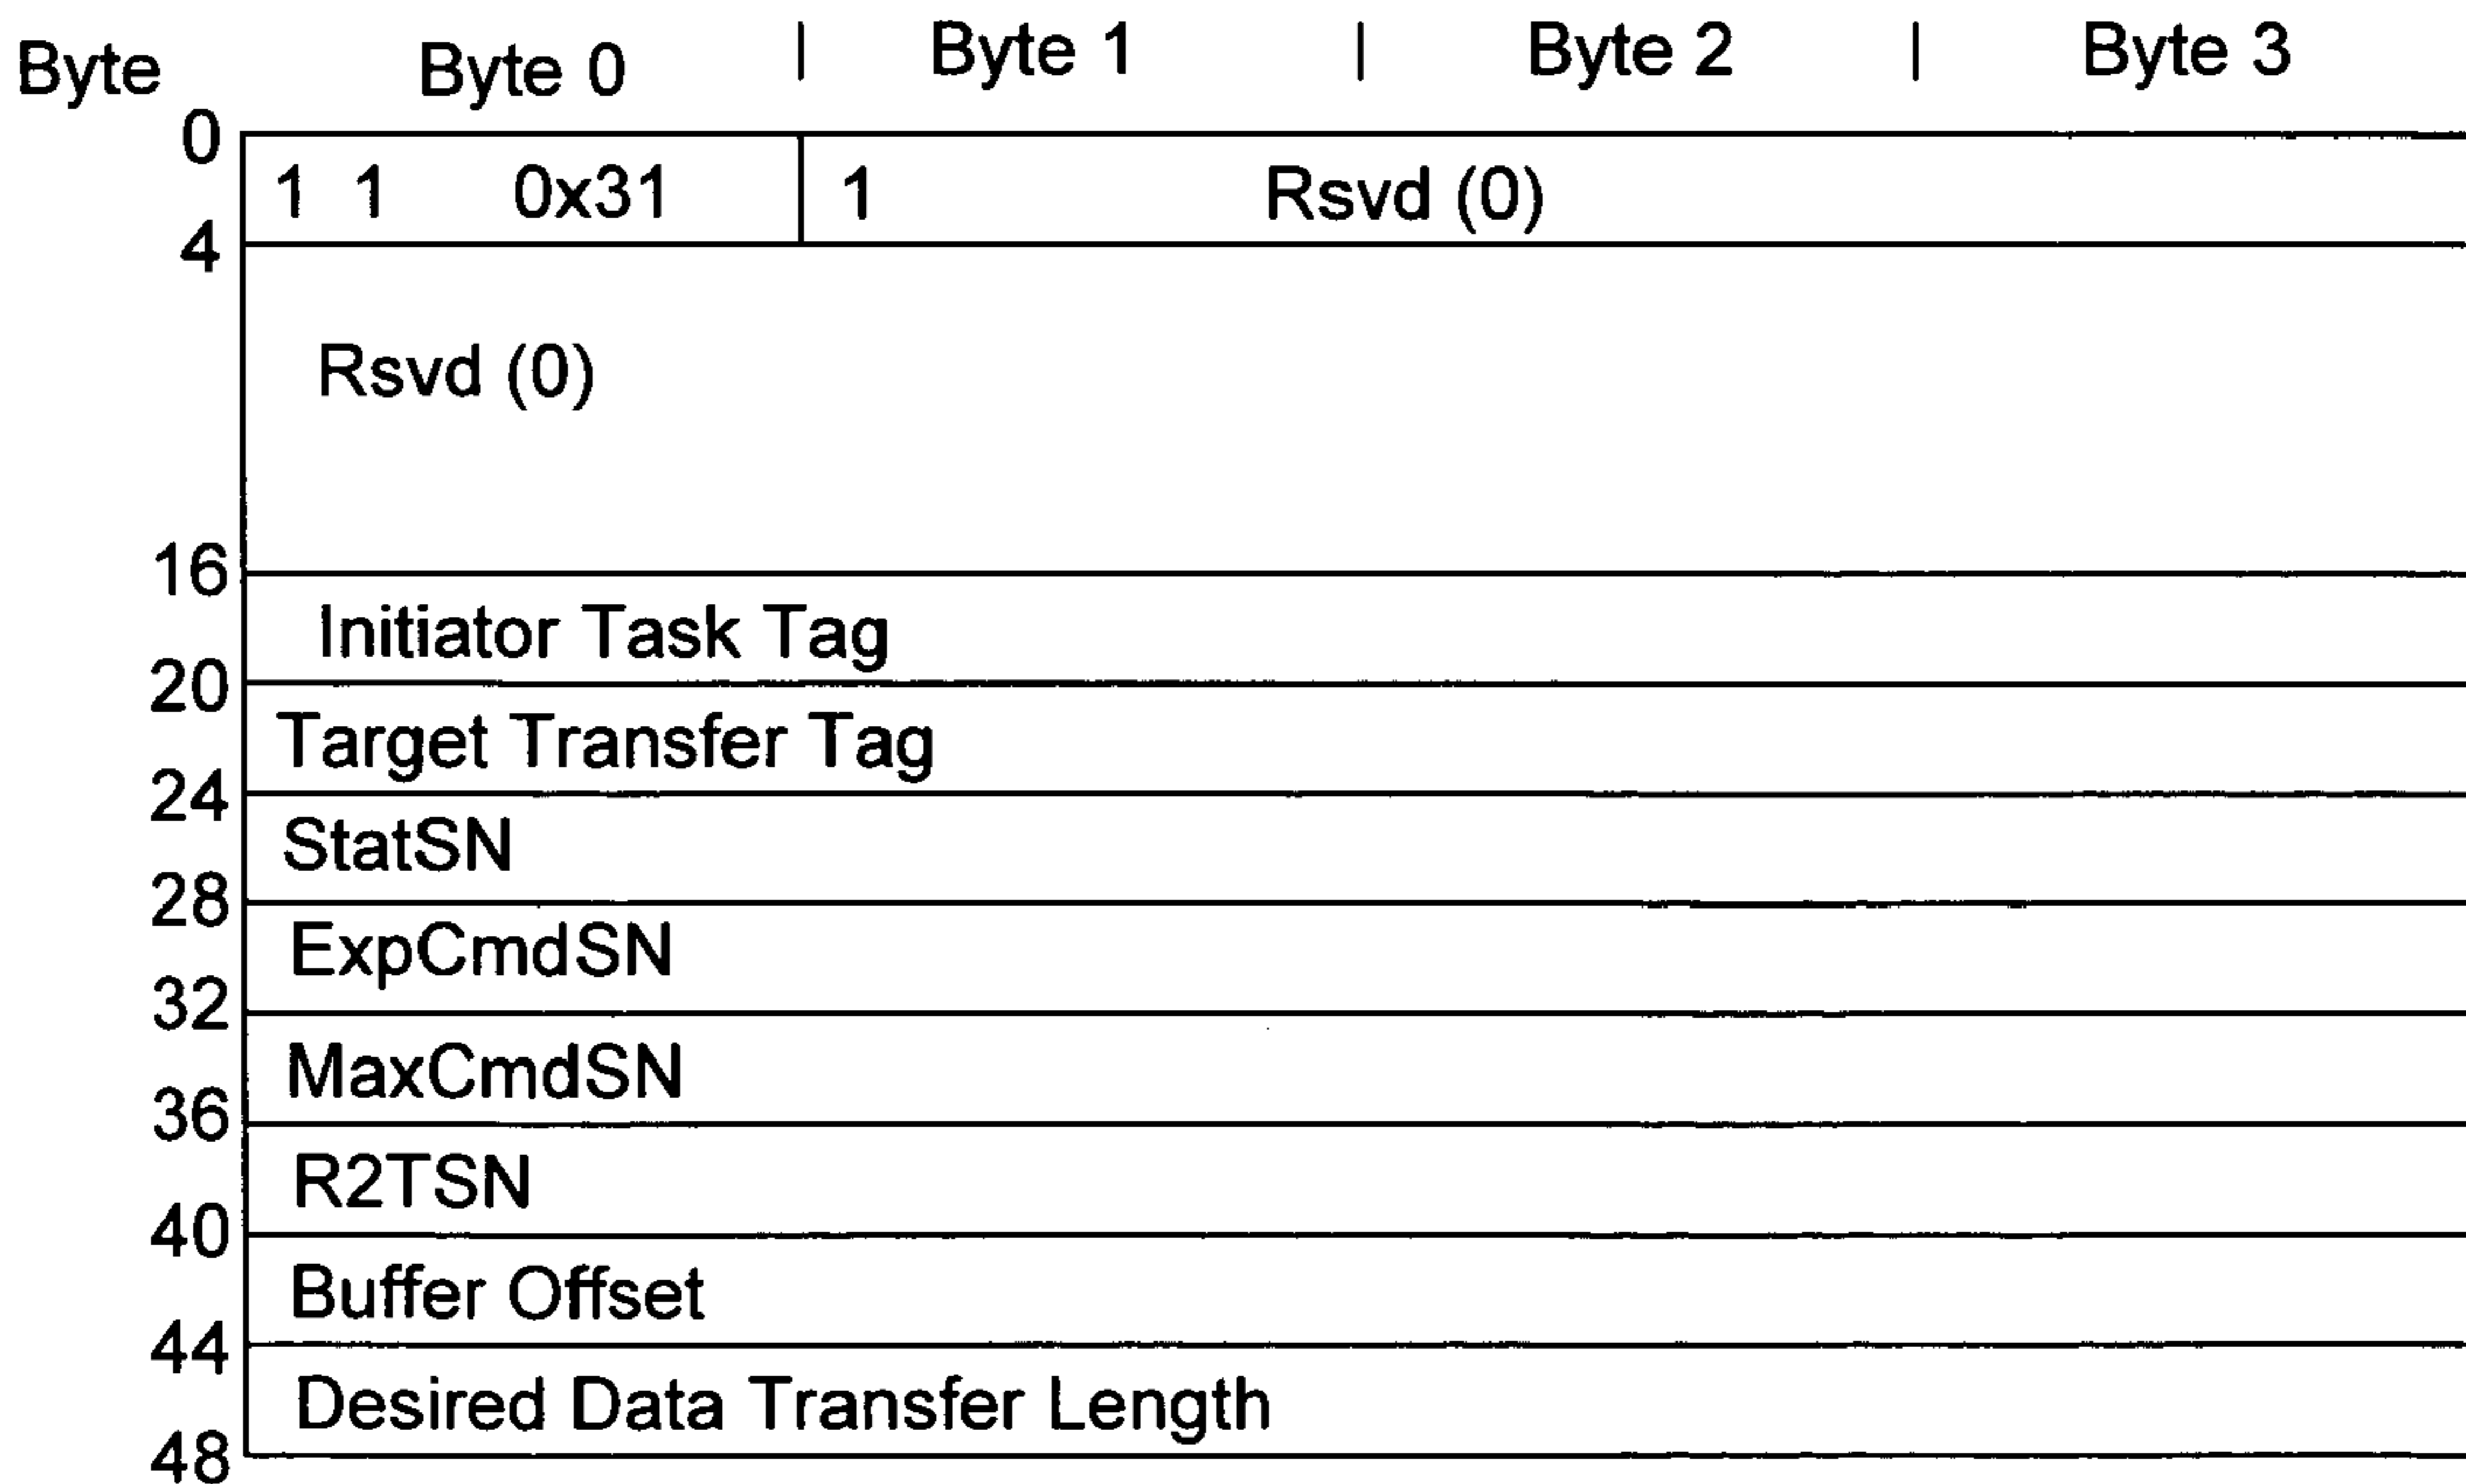 Byte Byte 0 | Byte 1 | Byte 2 | Byte 3
0
1 1 0x31 1 Rsvd (0)
4
Rsvd (0)
16
Initiator Task Tag
20
Target Transfer Tag
24
StatSN
28
ExpCmdSN
32
MaxCmdSN
36
R2TSN
40
Buffer Offset
44
Desired Data Transfer Length
48